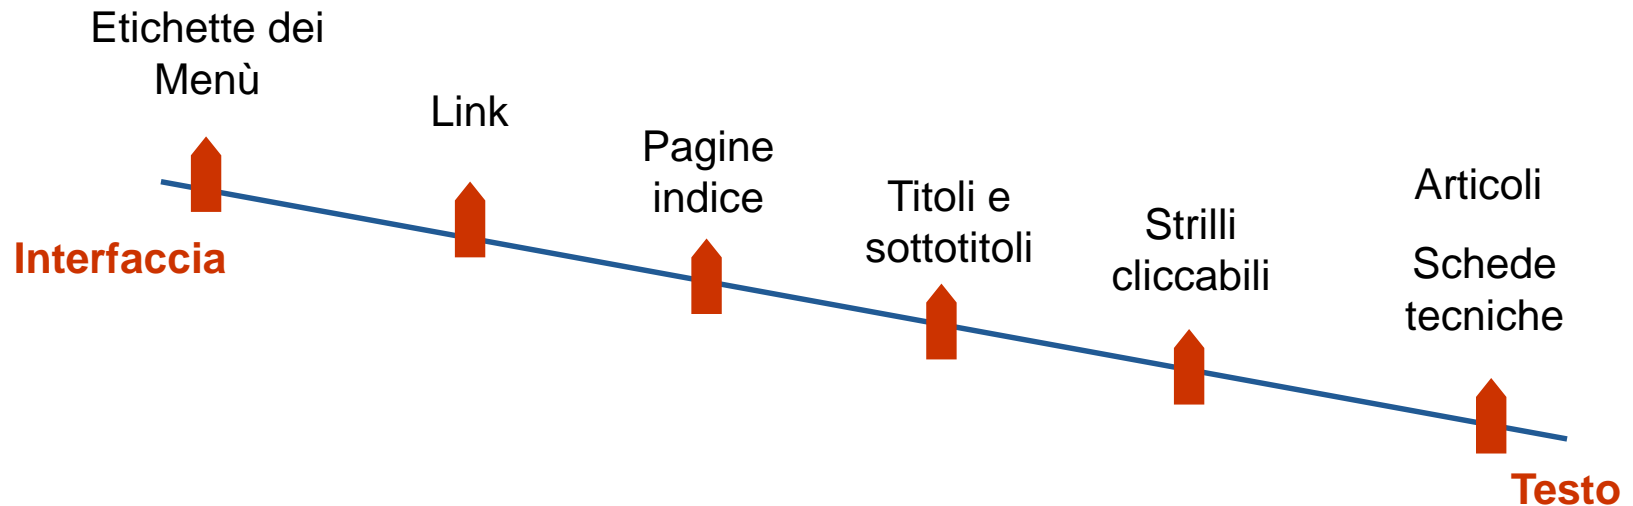 Etichette dei
Menù
Link
Pagine
indice
Titoli e
sottotitoli
Strilli
cliccabili
Articoli
Schede
tecniche
Interfaccia
Testo